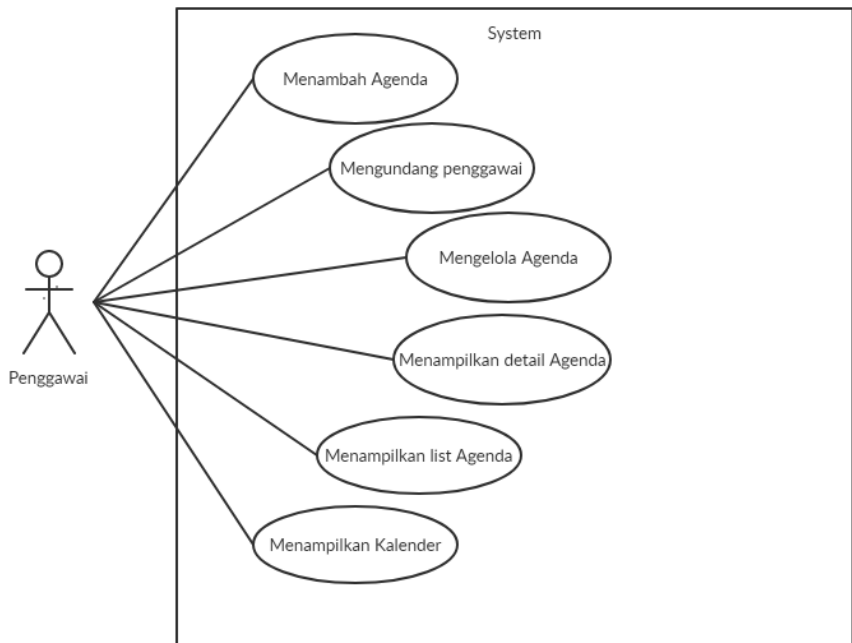 System
Menambah Agenda
Mengundang penggawai
Mengelola Agenda
Penggawai
Menampilkan detail Agenda
Menampilkan list Agenda
Menampilkan Kalender